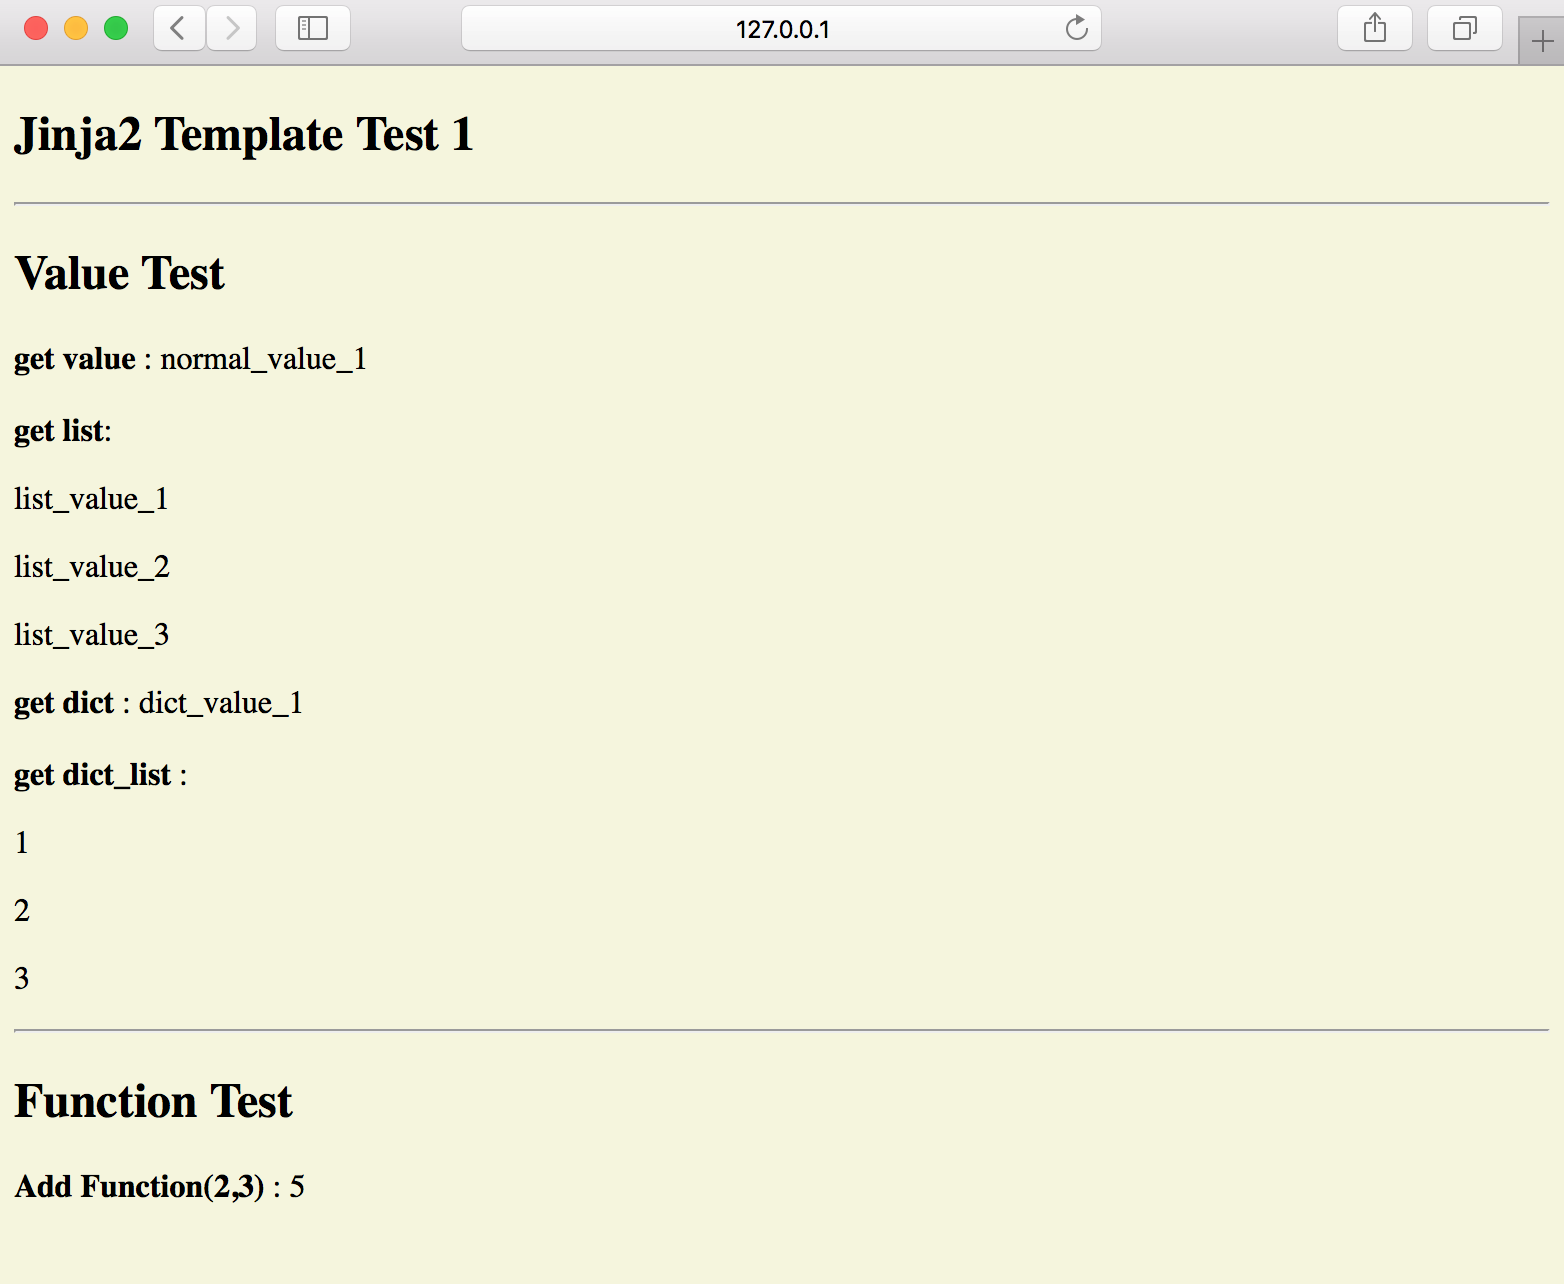 127.0.0.1
Jinja2 Template Test 1
Value Test
get value : normal_value_1
get list:
list_value_1
list_value_2
list_value_3
get dict : dict_value_1
get dict_list :
1
2
3
Function Test
Add Function(2,3) : 5